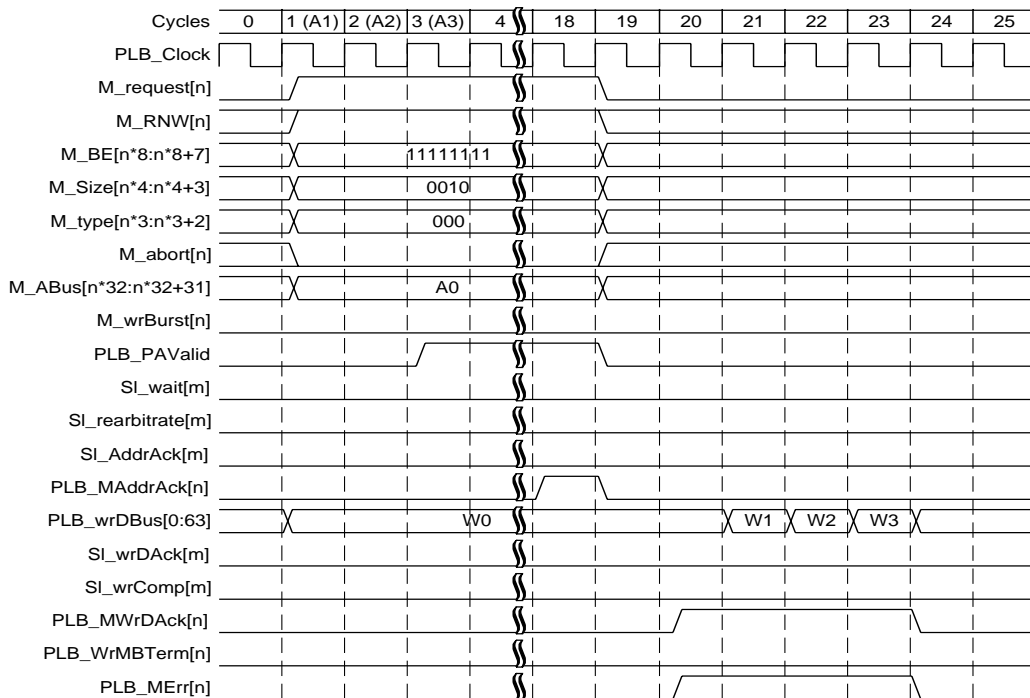 Cycles 0 1 (A1) 2 (A2) 3 (A3) 4 18 19 20 21 22 23 24 25
PLB_Clock
M_request[n]
M_RNW[n]
M_BE[n*8:n*8+7] 11111111
M_Size[n*4:n*4+3] 0010
M_type[n*3:n*3+2] 000
M_abort[n]
M_ABus[n*32:n*32+31] A0
M_wrBurst[n]
PLB_PAValid
Sl_wait[m]
Sl_rearbitrate[m]
Sl_AddrAck[m]
PLB_MAddrAck[n]
PLB_wrDBus[0:63] W0 W1 W2 W3
Sl_wrDAck[m]
Sl_wrComp[m]
PLB_MWrDAck[n]
PLB_WrMBTerm[n]
PLB_MErr[n]